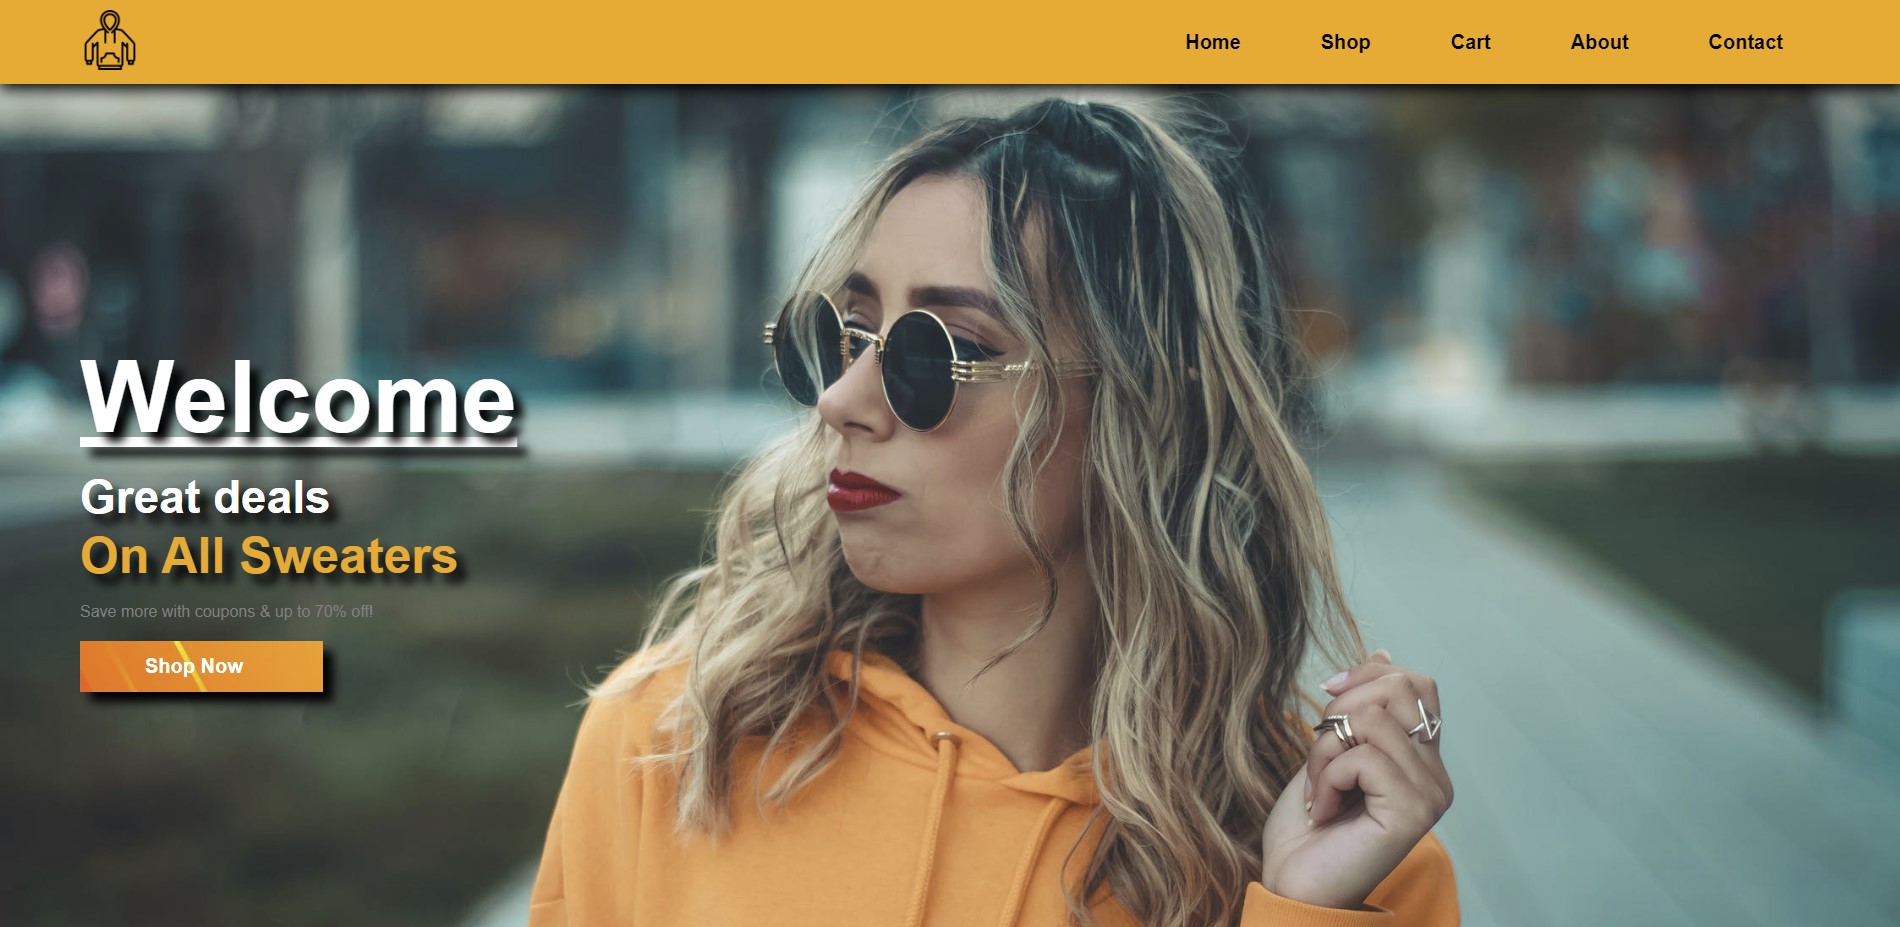 Home
Shop
Cart
About
Contact
Welcome
Great deals
On All Sweaters
Save more with coupons & up to 70% off!
Shop Now